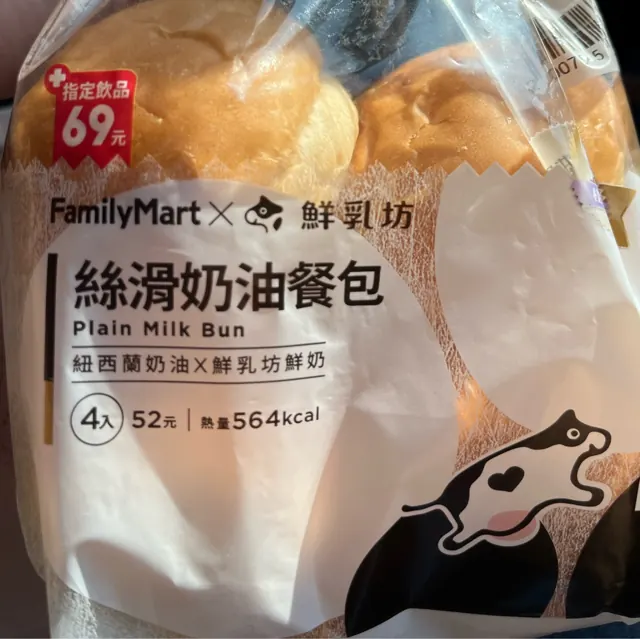 指定飲品
69元
FamilyMart × 鮮乳坊
絲滑奶油餐包
Plain Milk Bun
紐西蘭奶油×鮮乳坊鮮奶
4入 52元 | 熱量564kcal